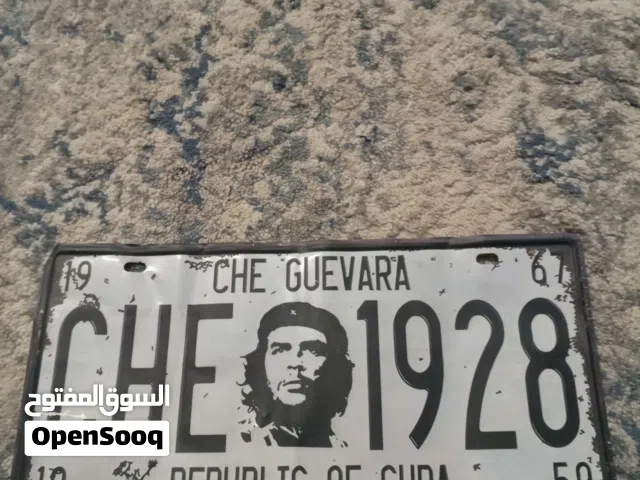 19 CHE GUEVARA 67
CHE 1928
السوق المفتوح
OpenSooq
REPUBLIC OF CUBA